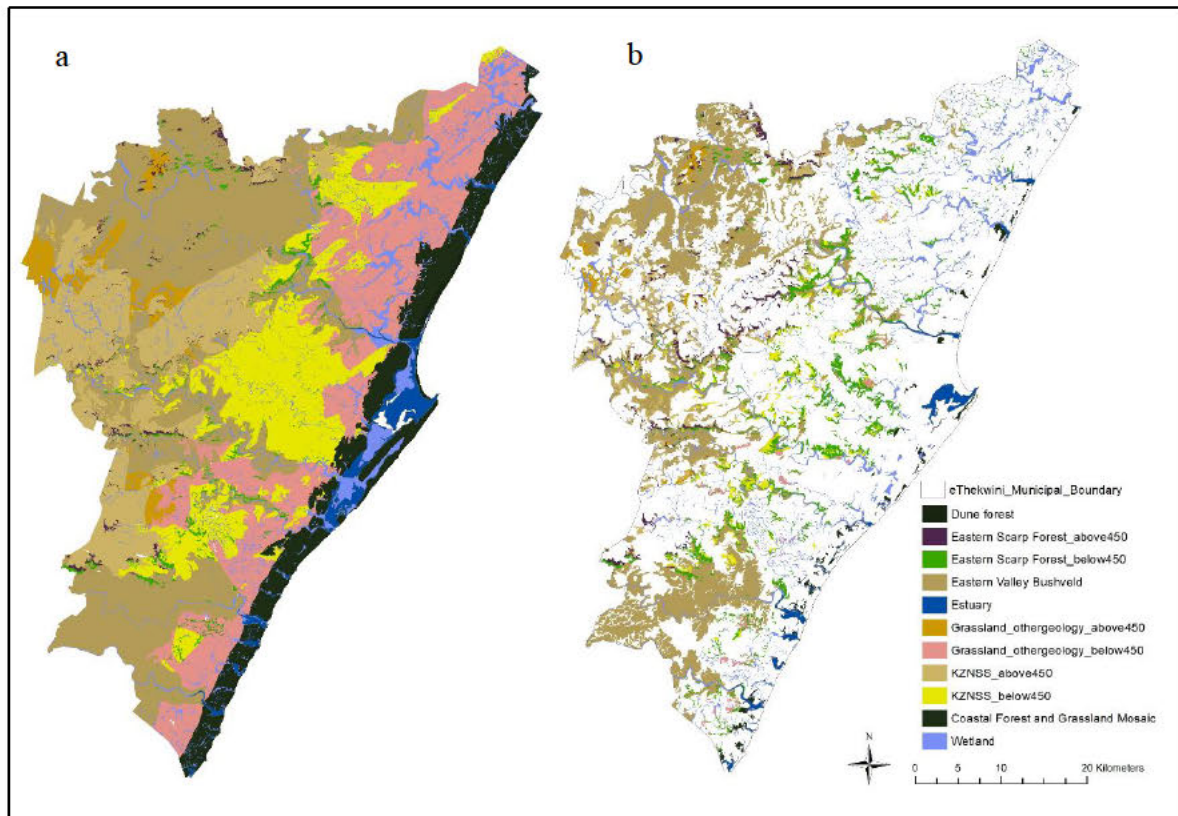 a
b
eThekwini_Municipal_Boundary
Dune forest
Eastern Scarp Forest_above450
Eastern Scarp Forest_below450
Eastern Valley Bushveld
Estuary
Grassland_othergeology_above450
Grassland_othergeology_below450
KZNSS_above450
KZNSS_below450
Coastal Forest and Grassland Mosaic
Wetland
N
0 5 10 20 Kilometers